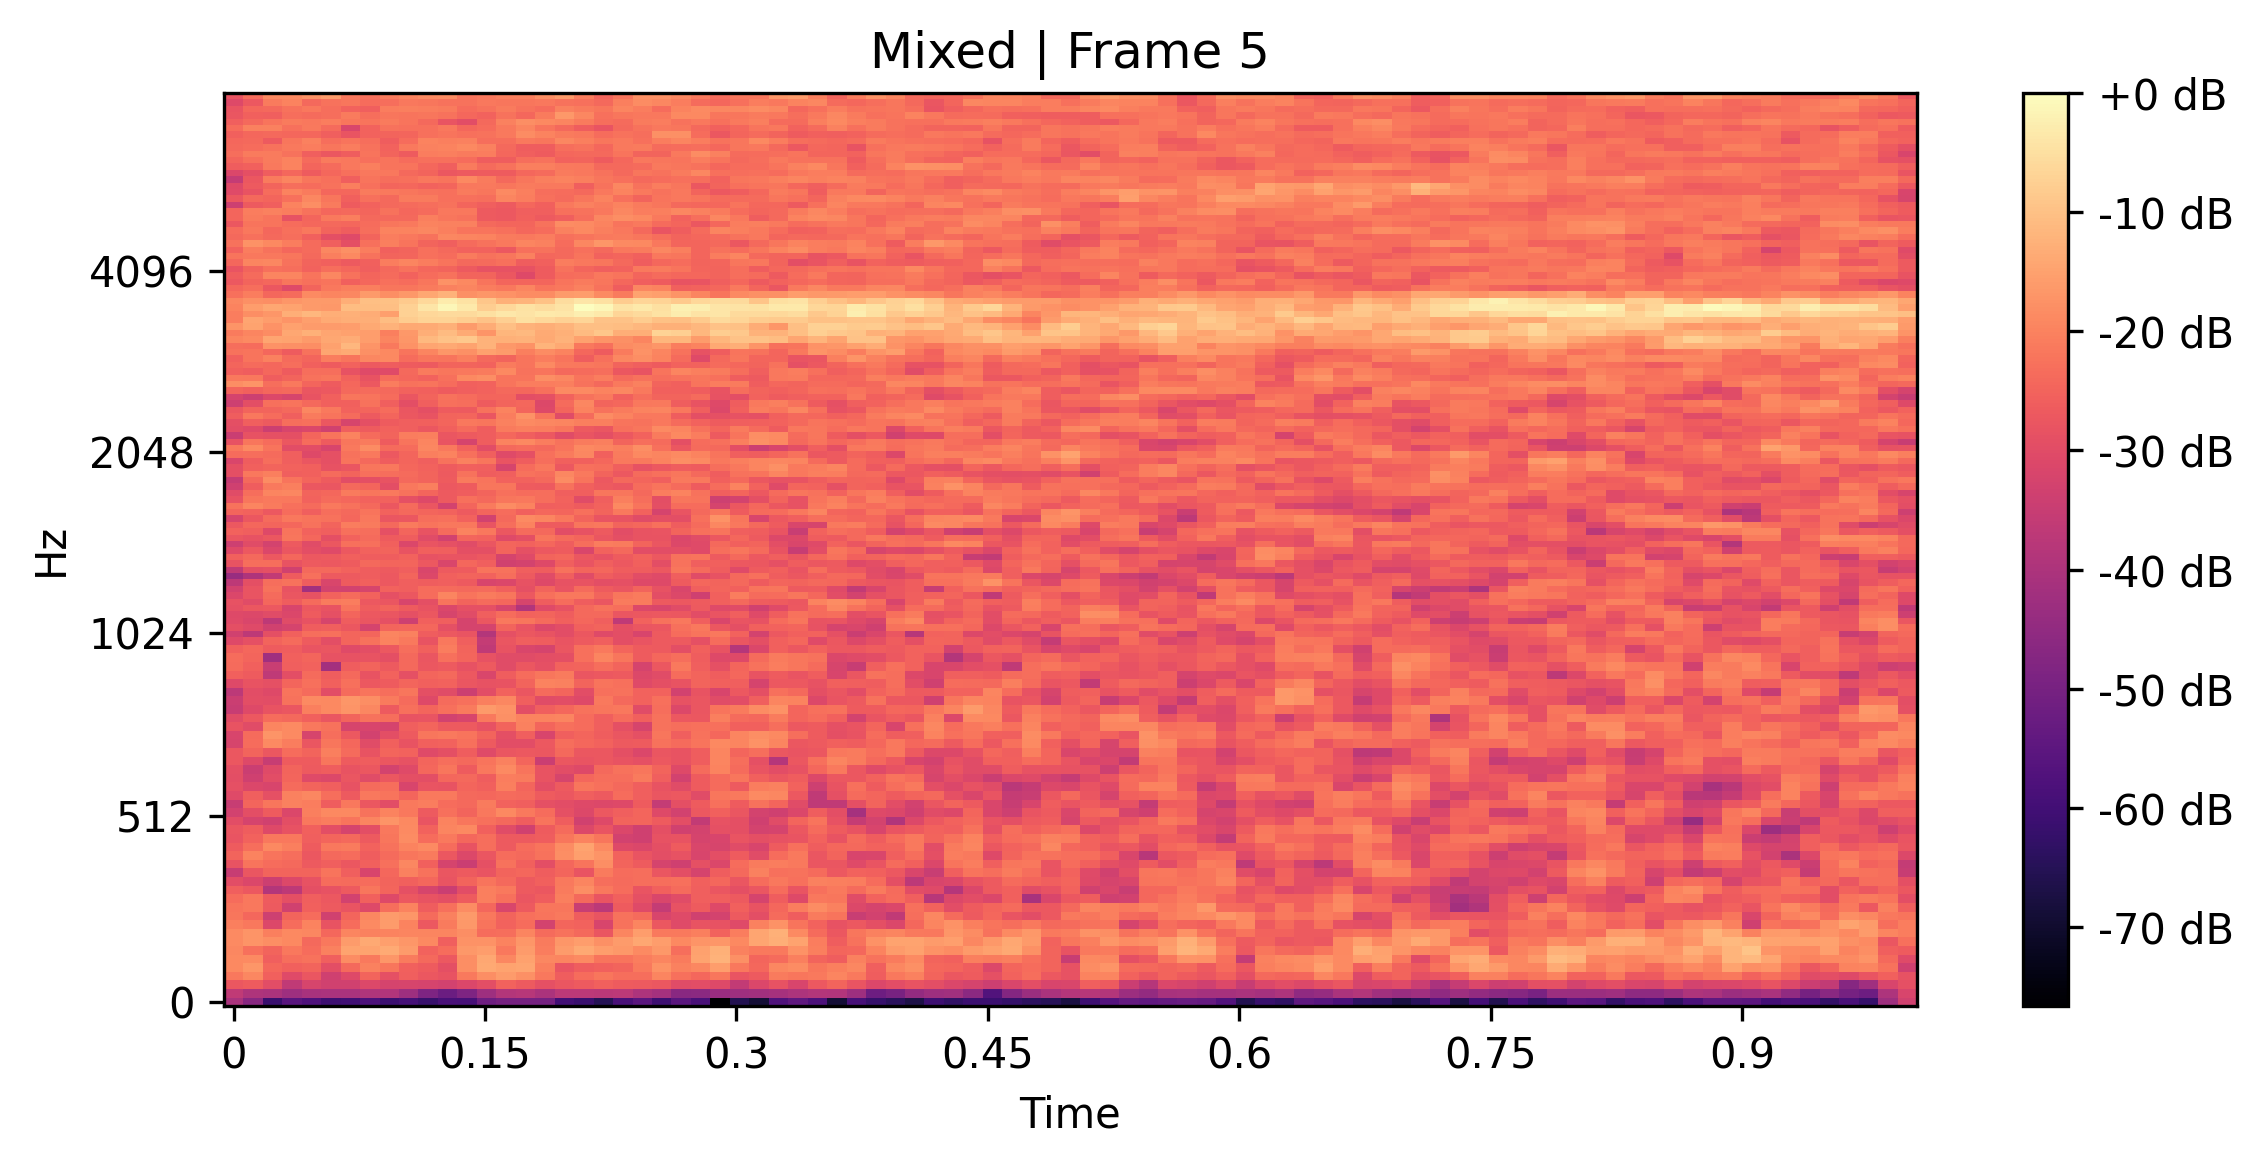 Mixed | Frame 5
+0 dB
-10 dB
-20 dB
-30 dB
-40 dB
-50 dB
-60 dB
-70 dB
4096
2048
1024
512
0
Hz
0 0.15 0.3 0.45 0.6 0.75 0.9
Time